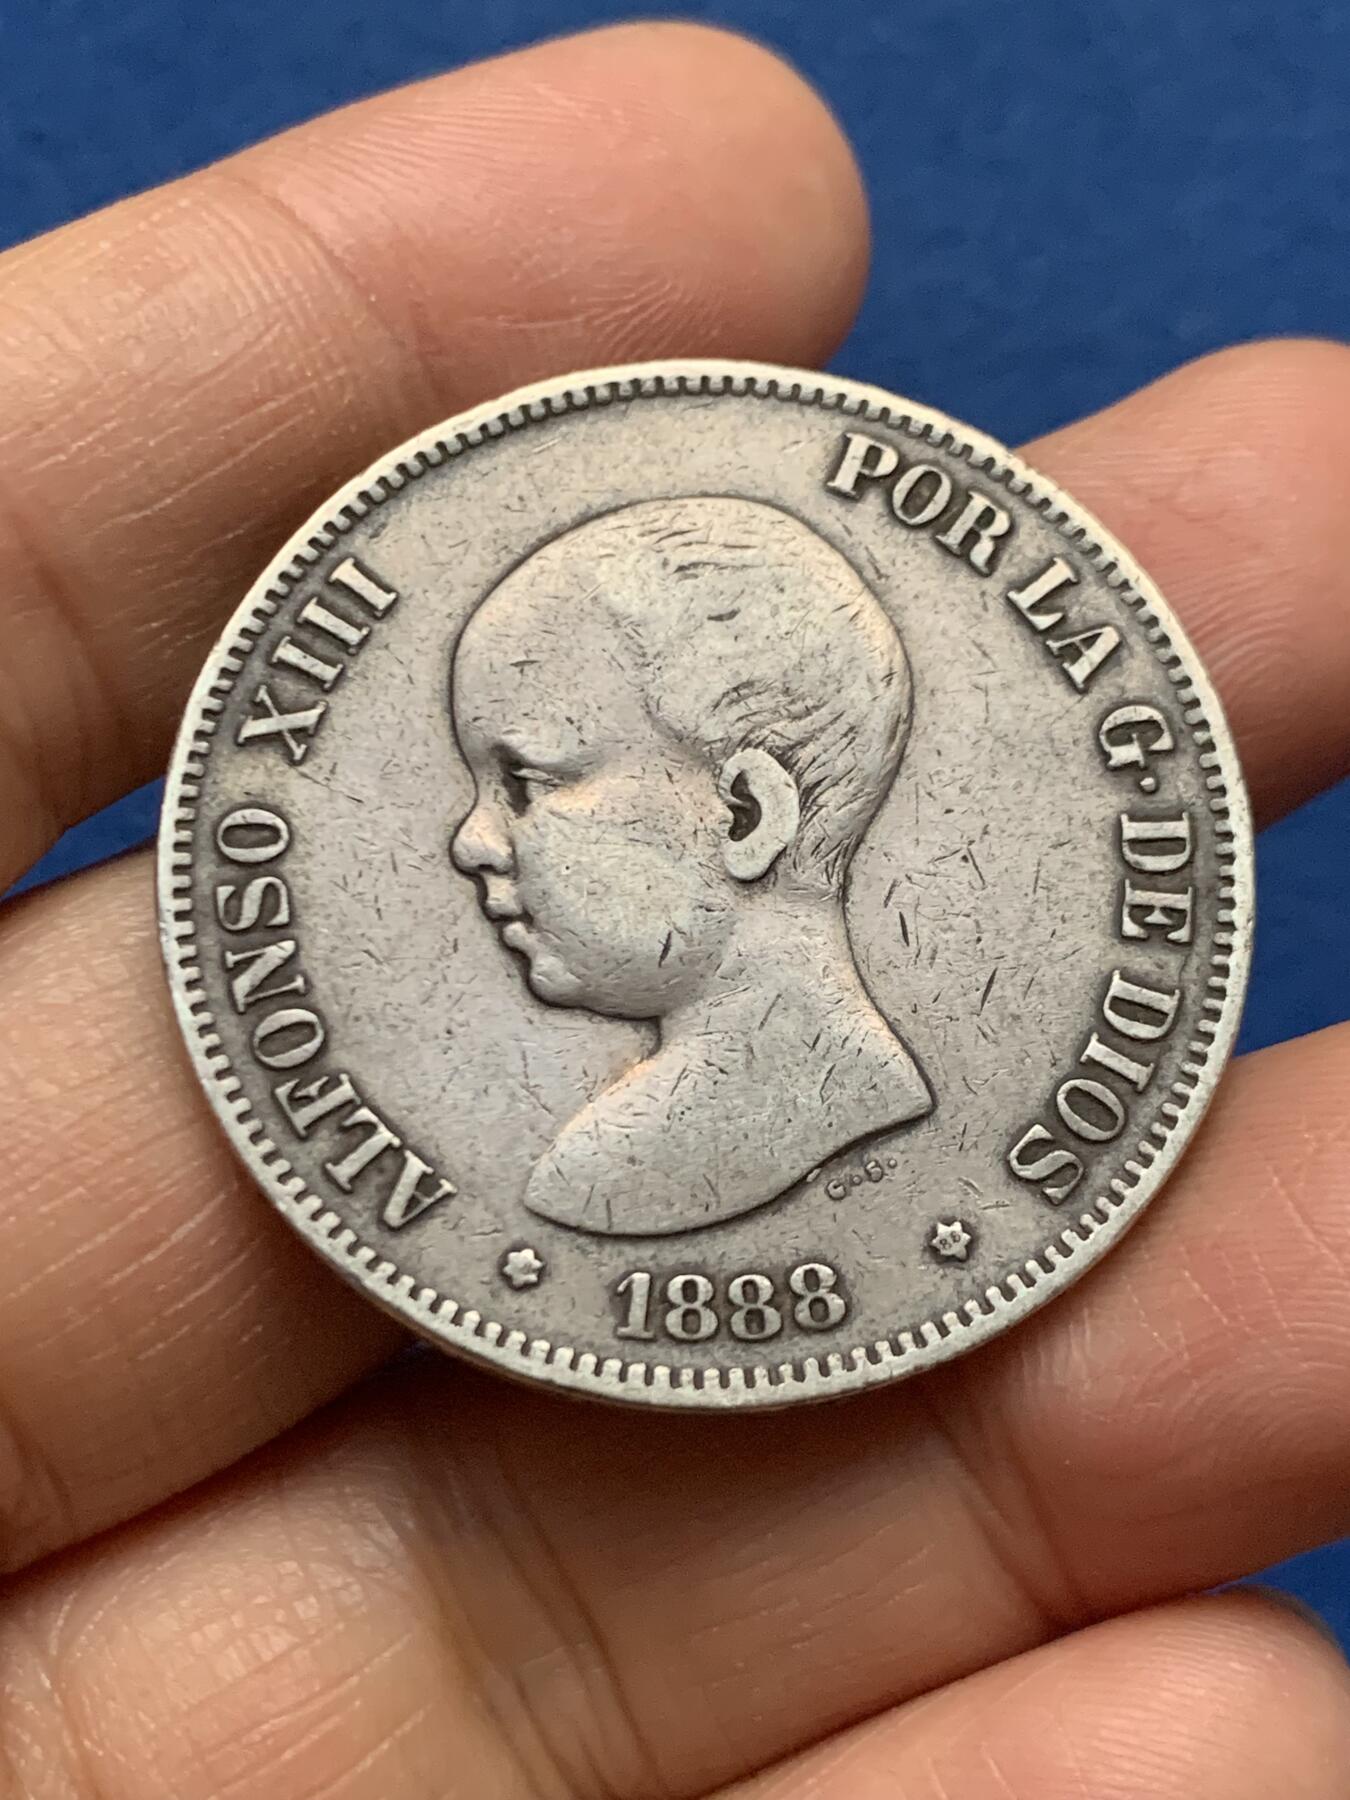 ALFONSO XIII
POR LA G. DE DIOS
G.S.
1888